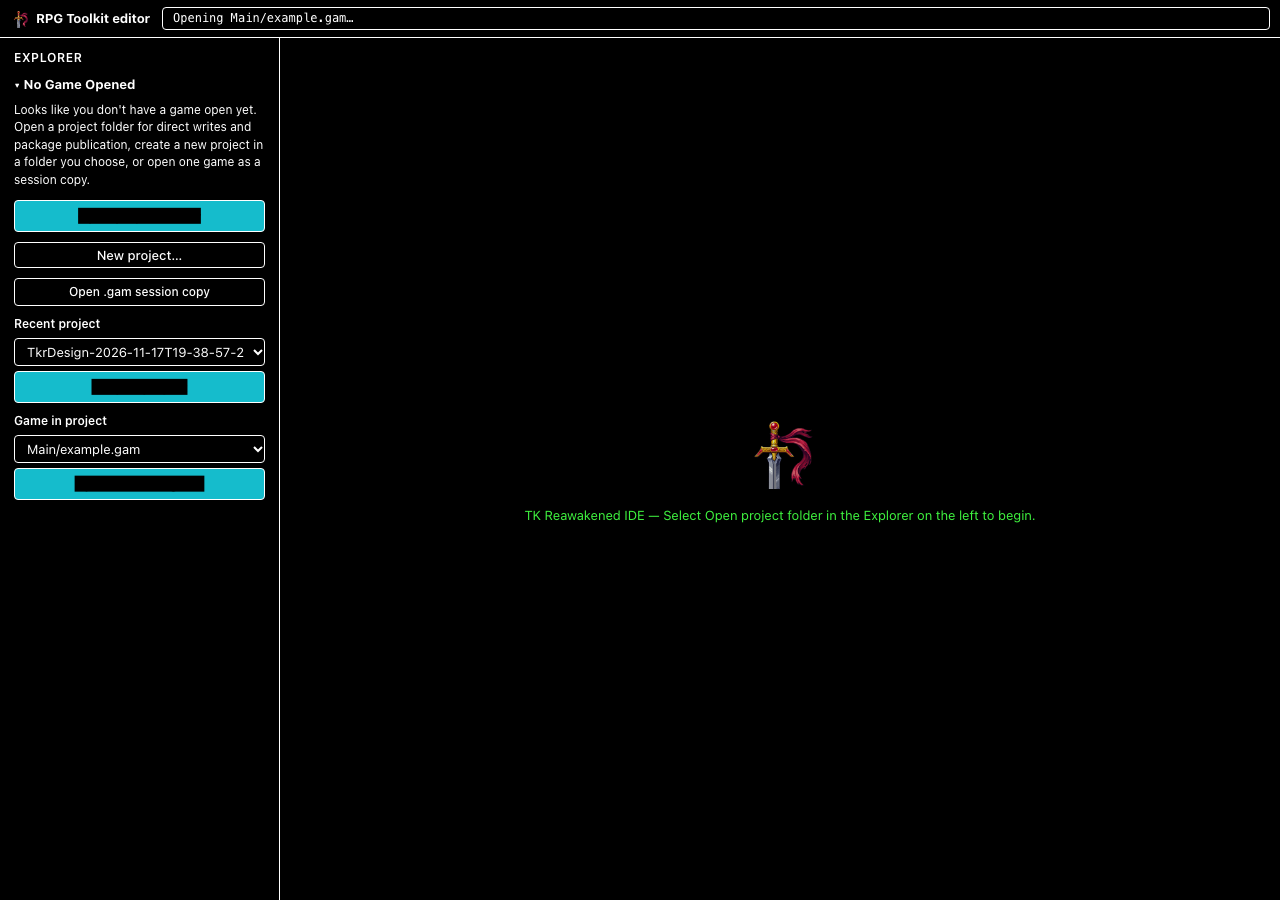 RPG Toolkit editor
Opening Main/example.gam…
EXPLORER
▾ No Game Opened
Looks like you don't have a game open yet.
Open a project folder for direct writes and
package publication, create a new project in
a folder you choose, or open one game as a
session copy.
New project...
Open .gam session copy
Recent project
TkrDesign-2026-11-17T19-38-57-2
Game in project
Main/example.gam
TK Reawakened IDE — Select Open project folder in the Explorer on the left to begin.